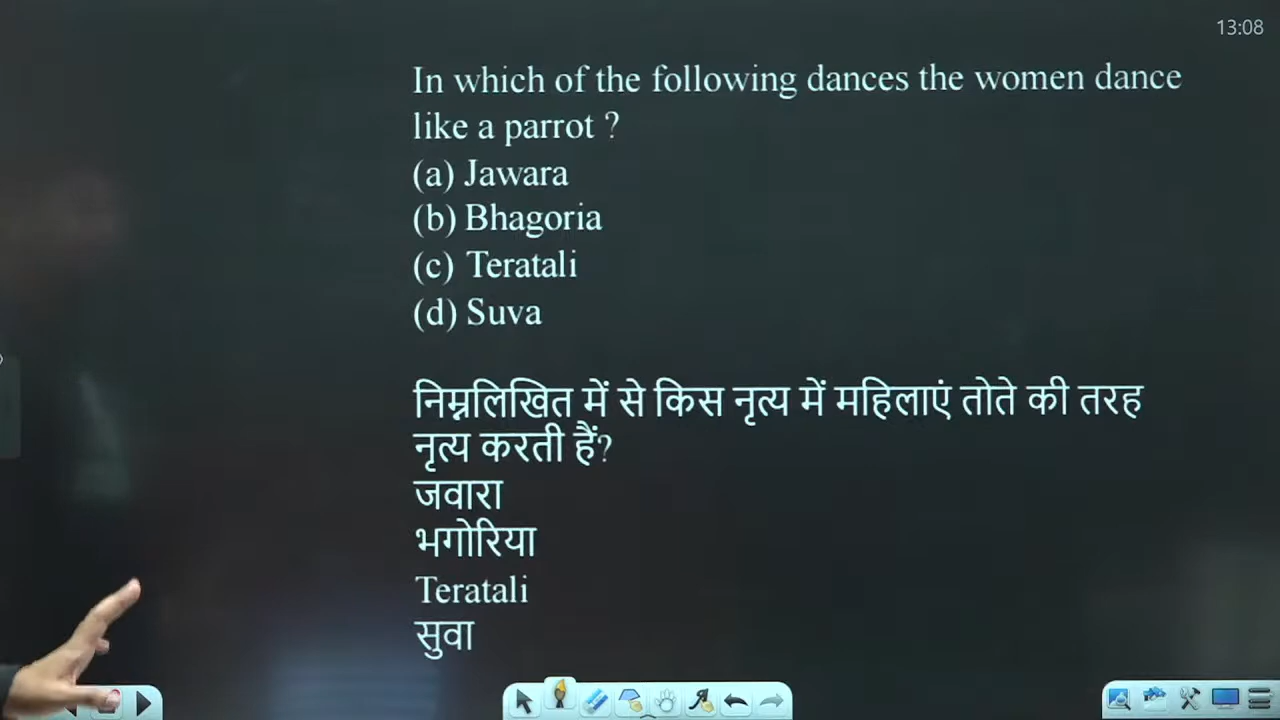 13:08
In which of the following dances the women dance
like a parrot ?
(a) Jawara
(b) Bhagoria
(c) Teratali
(d) Suva
निम्नलिखित में से किस नृत्य में महिलाएं तोते की तरह
नृत्य करती हैं?
जवारा
भगोरिया
Teratali
सुवा